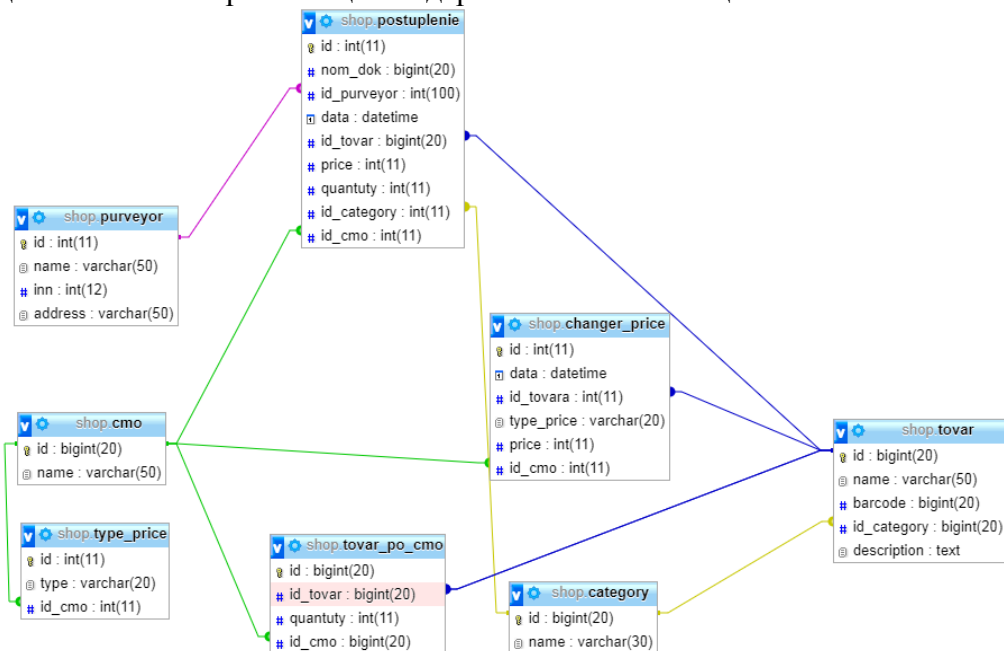 shop.postuplenie
id : int(11)
nom_dok : bigint(20)
id_purveyor : int(100)
data : datetime
id_tovar : bigint(20)
price : int(11)
quantuty : int(11)
id_category : int(11)
id_cmo : int(11)
shop.purveyor
id : int(11)
name : varchar(50)
inn : int(12)
address : varchar(50)
shop.changer_price
id : int(11)
data : datetime
id_tovara : int(11)
type_price : varchar(20)
price : int(11)
id_cmo : int(11)
shop.cmo
id : bigint(20)
name : varchar(50)
shop.tovar
id : bigint(20)
name : varchar(50)
barcode : bigint(20)
id_category : bigint(20)
description : text
shop.type_price
id : int(11)
type : varchar(20)
id_cmo : int(11)
shop.tovar_po_cmo
id : bigint(20)
id_tovar : bigint(20)
quantuty : int(11)
id_cmo : bigint(20)
shop.category
id : bigint(20)
name : varchar(30)